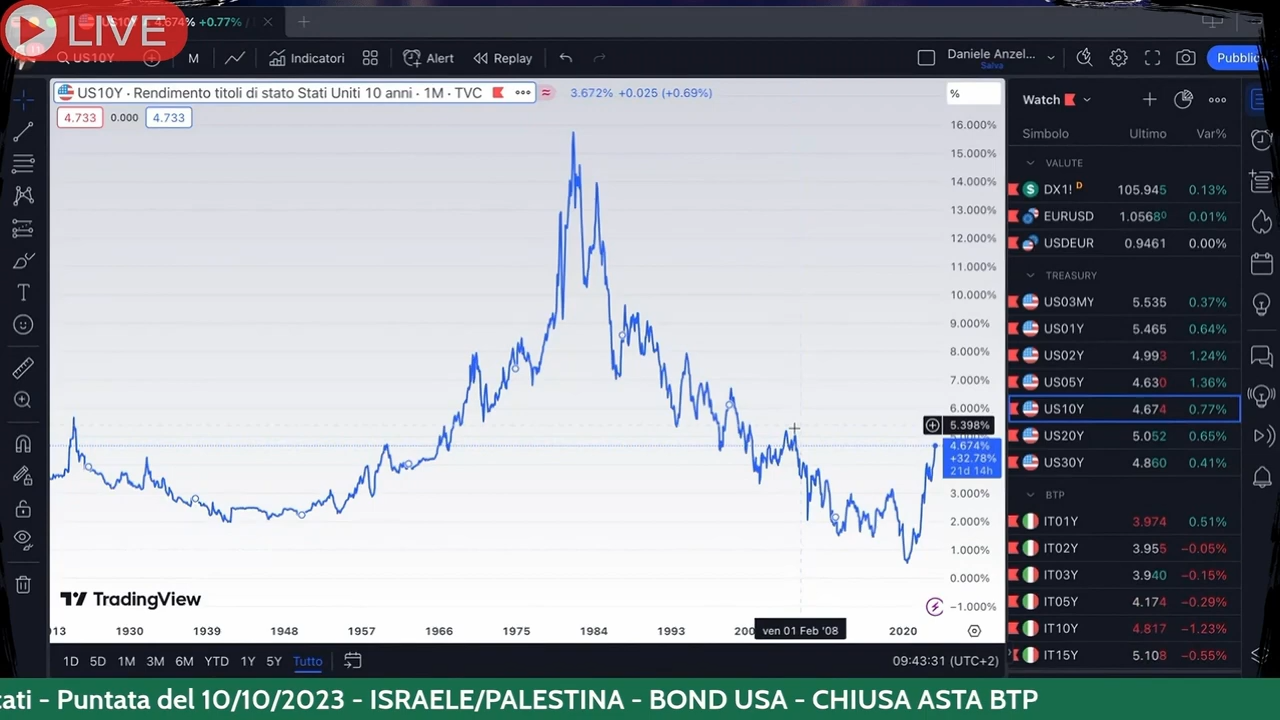 LIVE
US10Y 4.674% +0.77% /
US10Y
M
Indicatori
Alert
Replay
Daniele Anzel...
Salva
Pubblic
US10Y · Rendimento titoli di stato Stati Uniti 10 anni · 1M · TVC
3.672% +0.025 (+0.69%)
4.733 0.000 4.733
%
16.000%
15.000%
14.000%
13.000%
12.000%
11.000%
10.000%
9.000%
8.000%
7.000%
6.000%
5.398%
4.674%
+32.78%
21d 14h
3.000%
2.000%
1.000%
0.000%
−1.000%
TradingView
1930 1939 1948 1957 1966 1975 1984 1993 ven 01 Feb '08 2020
1D 5D 1M 3M 6M YTD 1Y 5Y Tutto
09:43:31 (UTC+2)
Watch
Simbolo Ultimo Var%
VALUTE
DX1! D 105.945 0.13%
EURUSD 1.05680 0.01%
USDEUR 0.9461 0.00%
TREASURY
US03MY 5.535 0.37%
US01Y 5.465 0.64%
US02Y 4.993 1.24%
US05Y 4.630 1.36%
US10Y 4.674 0.77%
US20Y 5.052 0.65%
US30Y 4.860 0.41%
BTP
IT01Y 3.974 0.51%
IT02Y 3.955 −0.05%
IT03Y 3.940 −0.15%
IT05Y 4.174 −0.29%
IT10Y 4.817 −1.23%
IT15Y 5.108 −0.55%
cati - Puntata del 10/10/2023 - ISRAELE/PALESTINA - BOND USA - CHIUSA ASTA BTP